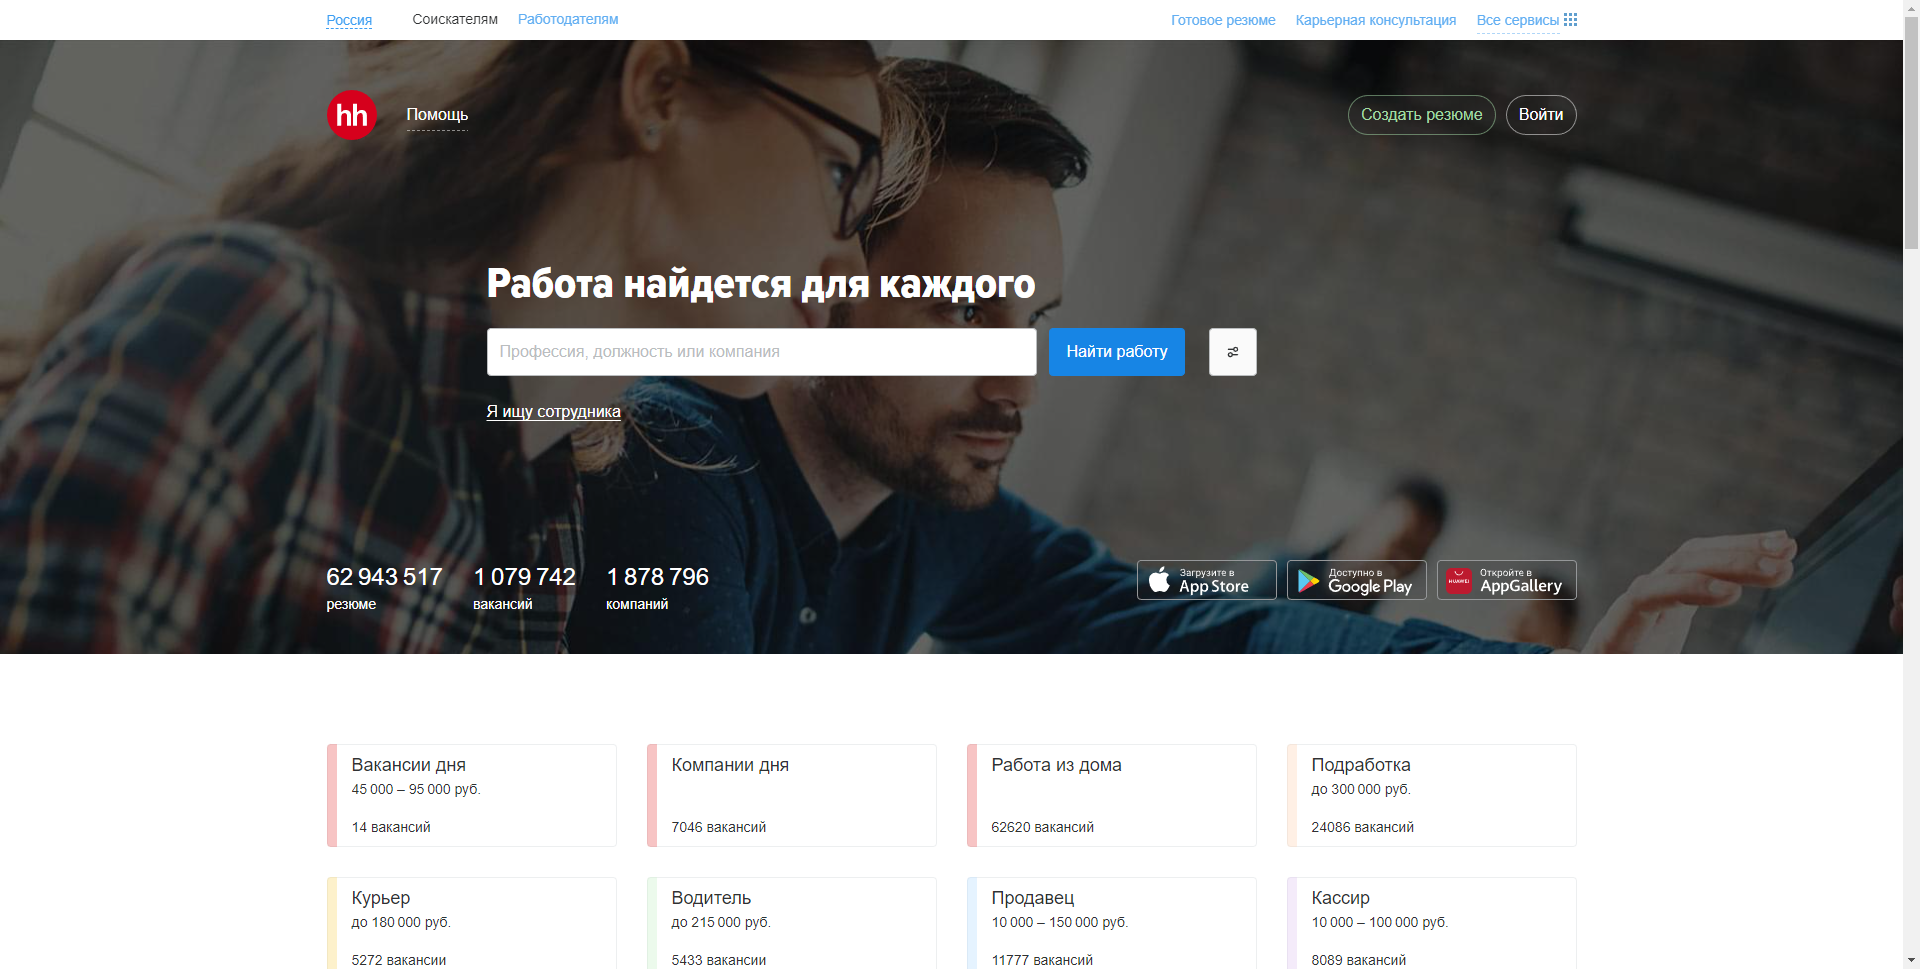 Россия Соискателям Работодателям Готовое резюме Карьерная консультация Все сервисы
hh Помощь Создать резюме Войти
Работа найдется для каждого
Профессия, должность или компания Найти работу
Я ищу сотрудника
62 943 517 1 079 742 1 878 796
резюме вакансий компаний
Загрузите в App Store
Доступно в Google Play
HUAWEI Откройте в AppGallery
Вакансии дня
45 000 – 95 000 руб.
14 вакансий
Компании дня
7046 вакансий
Работа из дома
62620 вакансий
Подработка
до 300 000 руб.
24086 вакансий
Курьер
до 180 000 руб.
5272 вакансии
Водитель
до 215 000 руб.
5433 вакансии
Продавец
10 000 – 150 000 руб.
11777 вакансий
Кассир
10 000 – 100 000 руб.
8089 вакансий